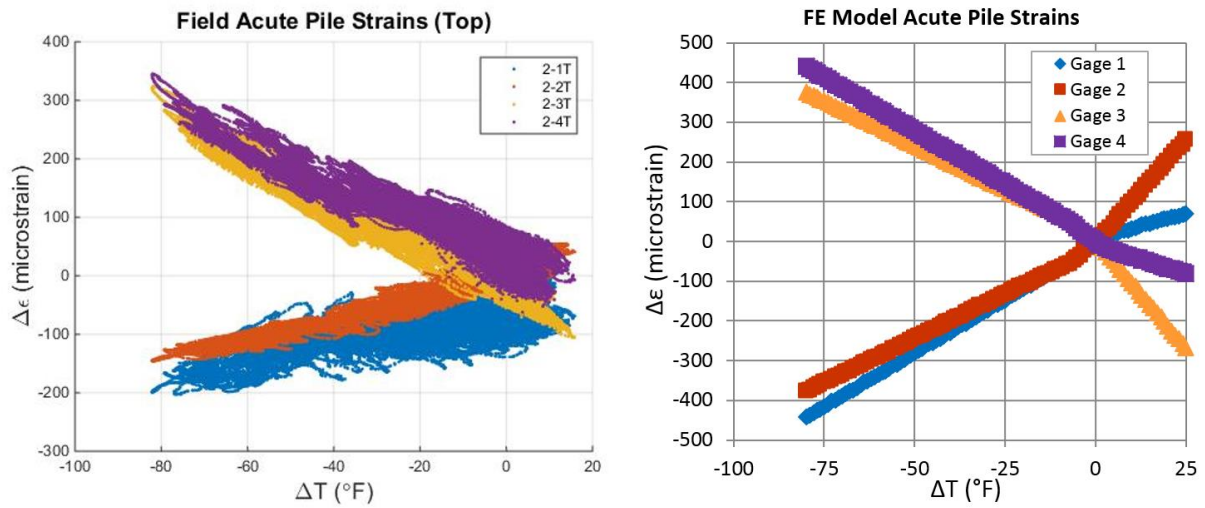 Field Acute Pile Strains (Top)
400
300
200
100
0
-100
-200
-300
-100
-80
-60
-40
-20
0
20
Δϵ (microstrain)
ΔT (°F)
2-1T
2-2T
2-3T
2-4T
FE Model Acute Pile Strains
500
400
300
200
100
0
-100
-200
-300
-400
-500
-100
-75
-50
-25
0
25
Δε (microstrain)
ΔT (°F)
Gage 1
Gage 2
Gage 3
Gage 4